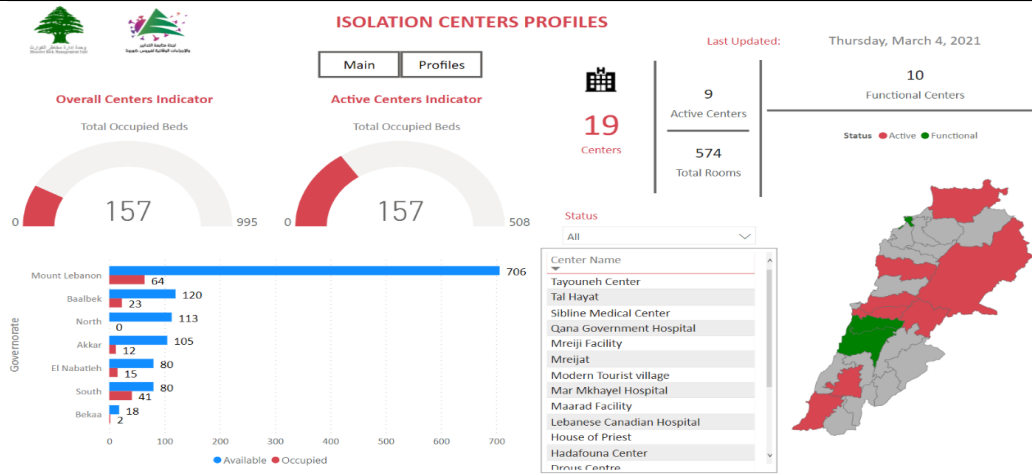 ISOLATION CENTERS PROFILES
Last Updated:
Thursday, March 4, 2021
Main
Profiles
Overall Centers Indicator
Total Occupied Beds
157
0
995
Active Centers Indicator
Total Occupied Beds
157
0
508
19
Centers
9
Active Centers
574
Total Rooms
10
Functional Centers
Status Active Functional
Status
All
Center Name
Tayouneh Center
Tal Hayat
Sibline Medical Center
Qana Government Hospital
Mreiji Facility
Mreijat
Modern Tourist village
Mar Mkhayel Hospital
Maarad Facility
Lebanese Canadian Hospital
House of Priest
Hadafouna Center
Drous Centre
Governorate
Mount Lebanon 706
64
Baalbek 120
23
North 113
0
Akkar 105
12
El Nabatieh 80
15
South 80
41
Bekaa 18
2
0 100 200 300 400 500 600 700
Available Occupied